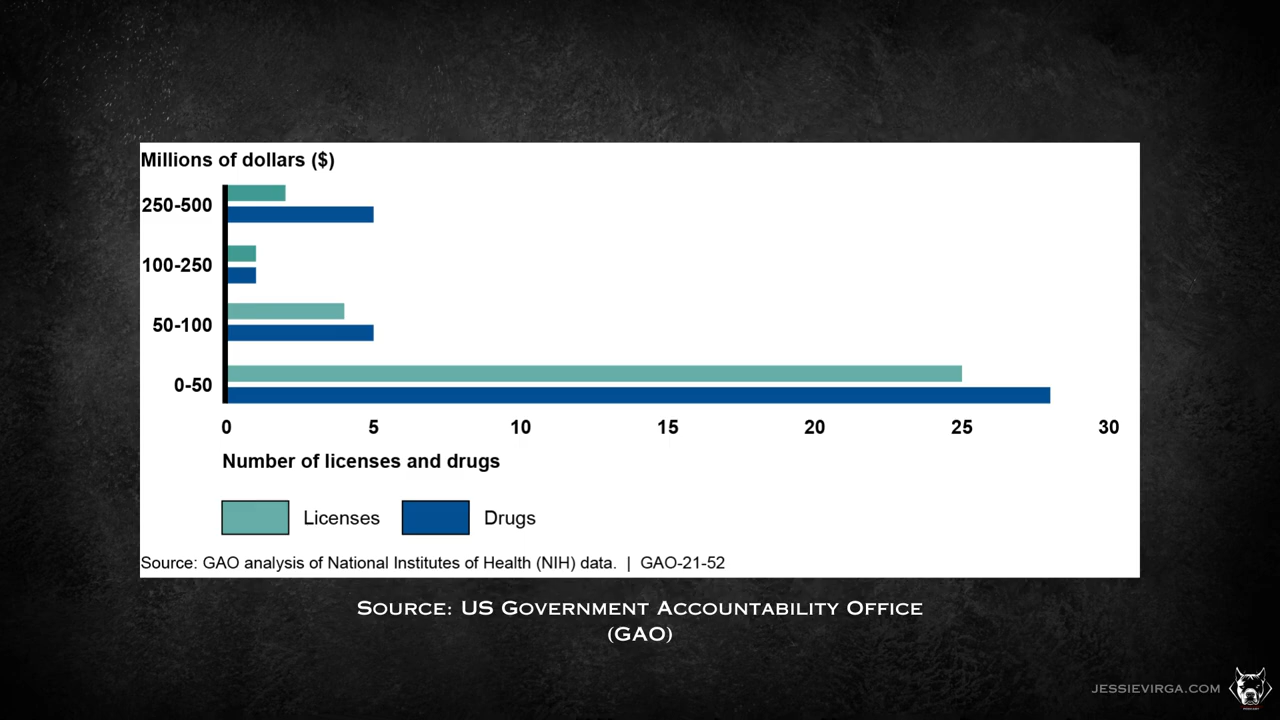 Millions of dollars ($)
250-500
100-250
50-100
0-50
0 5 10 15 20 25 30
Number of licenses and drugs
Licenses Drugs
Source: GAO analysis of National Institutes of Health (NIH) data. | GAO-21-52
Source: US Government Accountability Office
(GAO)
JESSIEVIRGA.COM